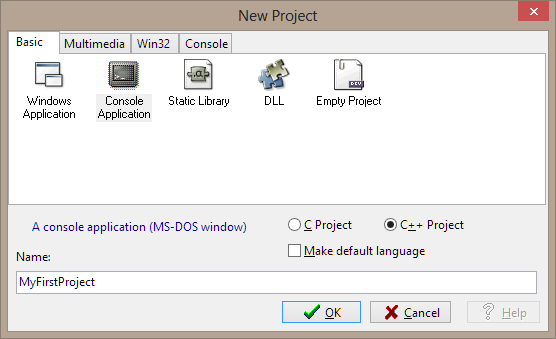 New Project
Basic Multimedia Win32 Console
Windows Application
Console Application
Static Library
.a
DLL
Empty Project
DEV
A console application (MS-DOS window)
C Project
C++ Project
Make default language
Name:
MyFirstProject
OK
Cancel
? Help